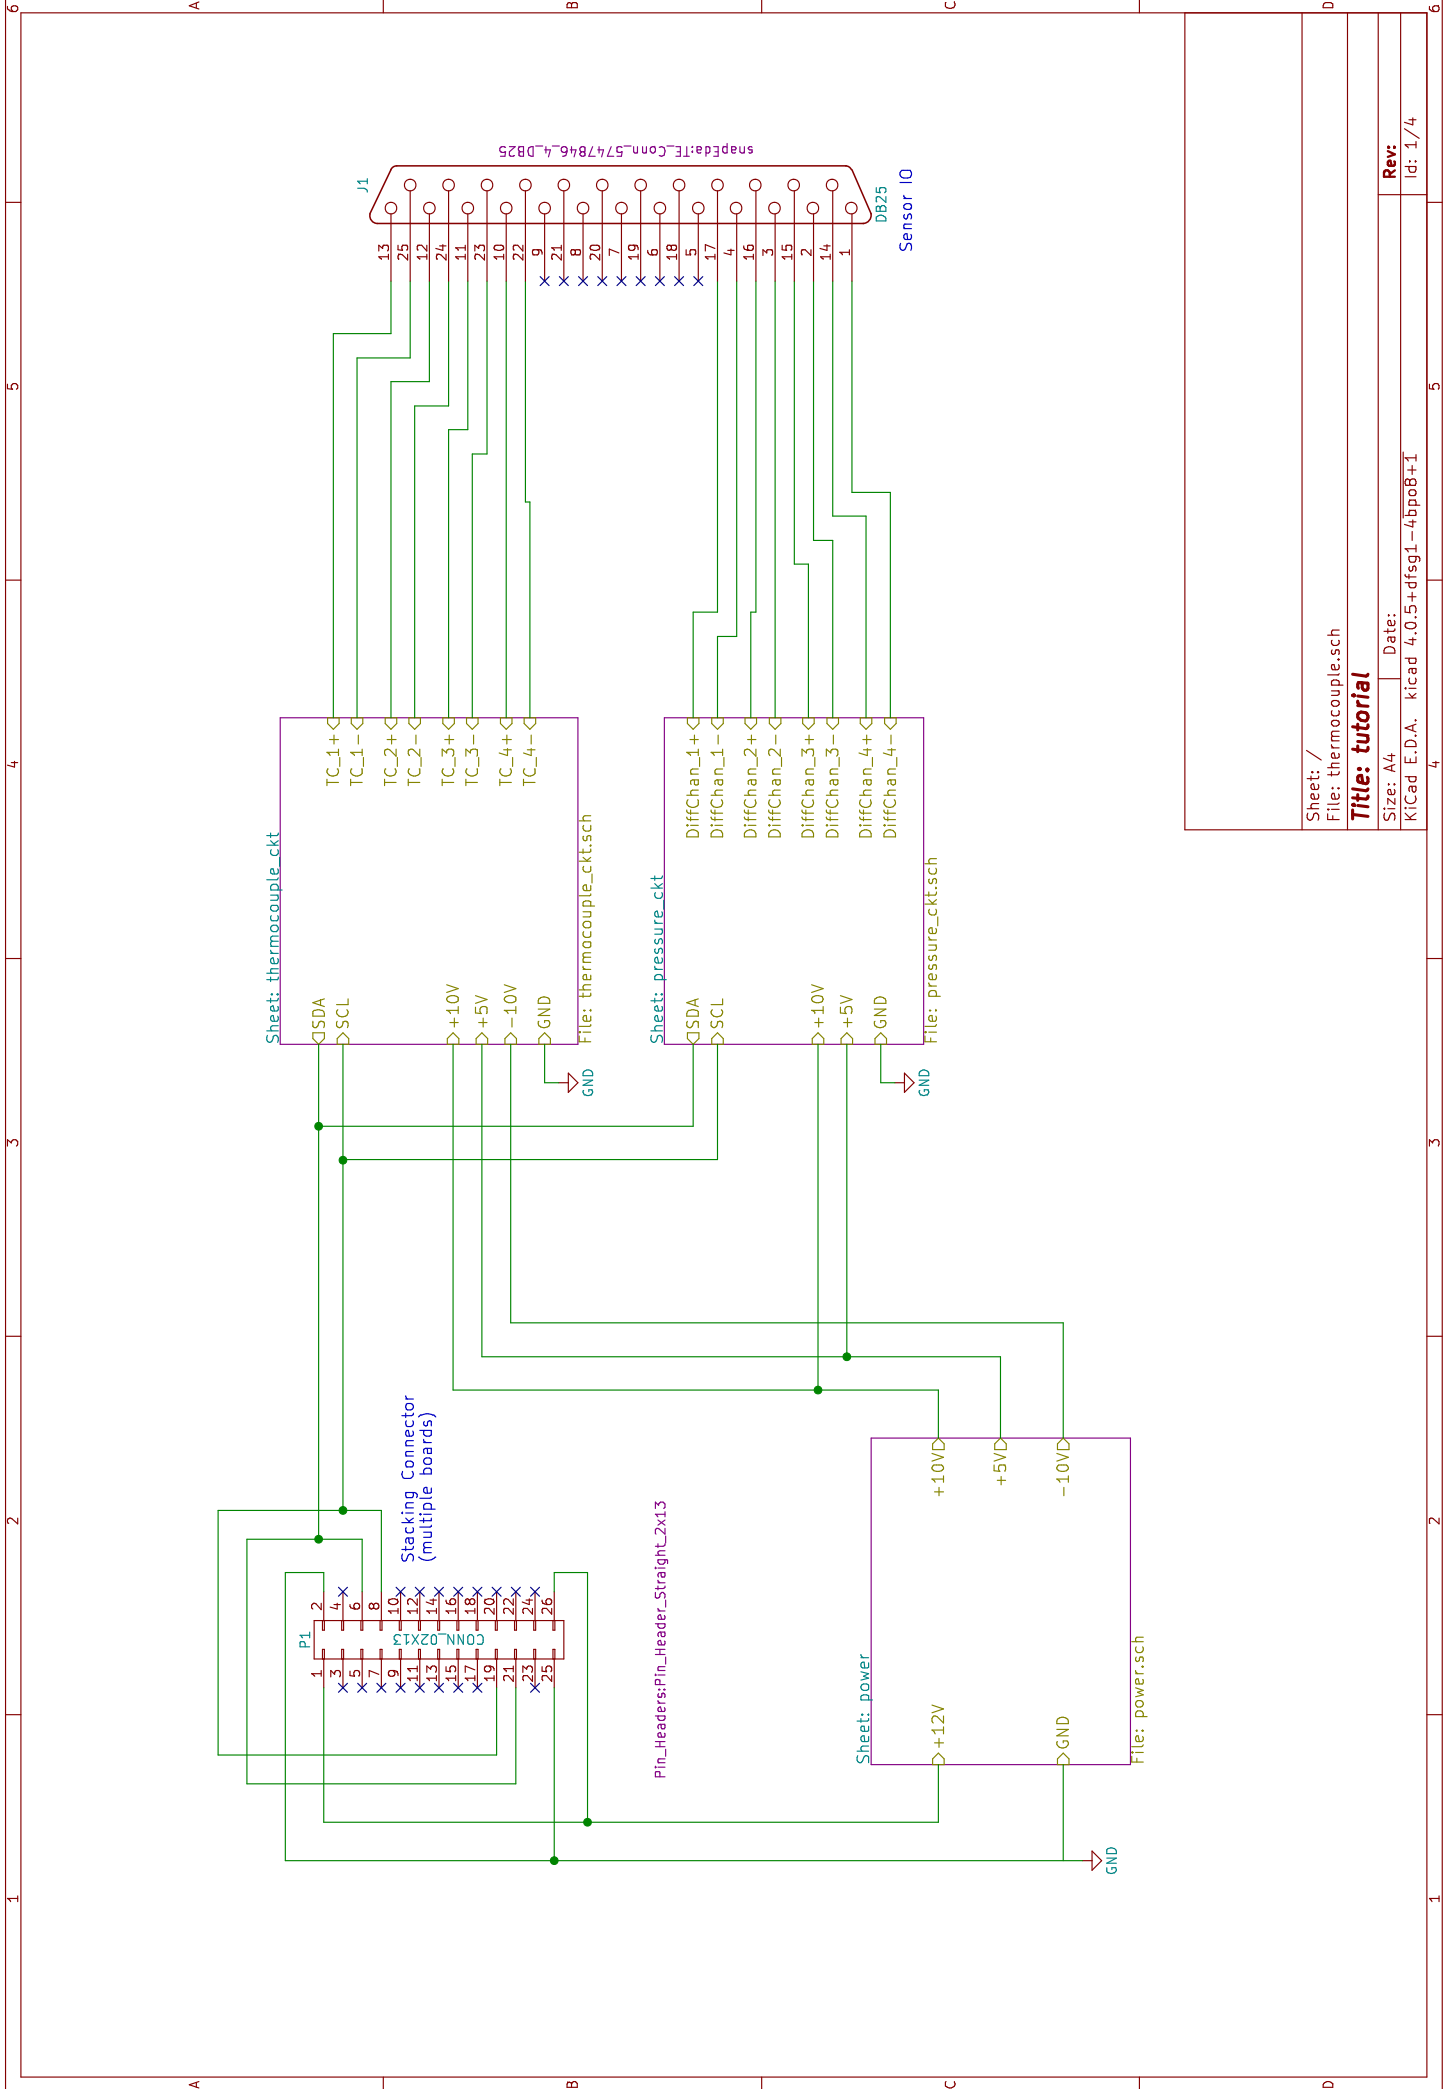 6
A
B
C
D
6
snapEda:TE_Conn_5747846_4_DB25
J1
DB25
Sensor IO
13
25
12
24
11
23
10
22
9
21
8
20
7
19
6
18
5
17
4
16
3
15
2
14
1
5
5
4
4
TC_1+
TC_1-
TC_2+
TC_2-
TC_3+
TC_3-
TC_4+
TC_4-
DiffChan_1+
DiffChan_1-
DiffChan_2+
DiffChan_2-
DiffChan_3+
DiffChan_3-
DiffChan_4+
DiffChan_4-
Sheet: thermocouple_ckt
File: thermocouple_ckt.sch
SDA
SCL
+10V
+5V
-10V
GND
GND
Sheet: pressure_ckt
File: pressure_ckt.sch
SDA
SCL
+10V
+5V
GND
GND
3
3
Stacking Connector
(multiple boards)
2
2
P1
CONN_02X13
2
4
6
8
10
12
14
16
18
20
22
24
26
1
3
5
7
9
11
13
15
17
19
21
23
25
Pin_Headers:Pin_Header_Straight_2x13
Sheet: power
File: power.sch
+10V
+5V
-10V
+12V
GND
GND
1
1
A
B
C
D
Sheet: /
File: thermocouple.sch
Title: tutorial
Size: A4
Date:
Rev:
KiCad E.D.A. kicad 4.0.5+dfsg1-4bpo8+1
Id: 1/4